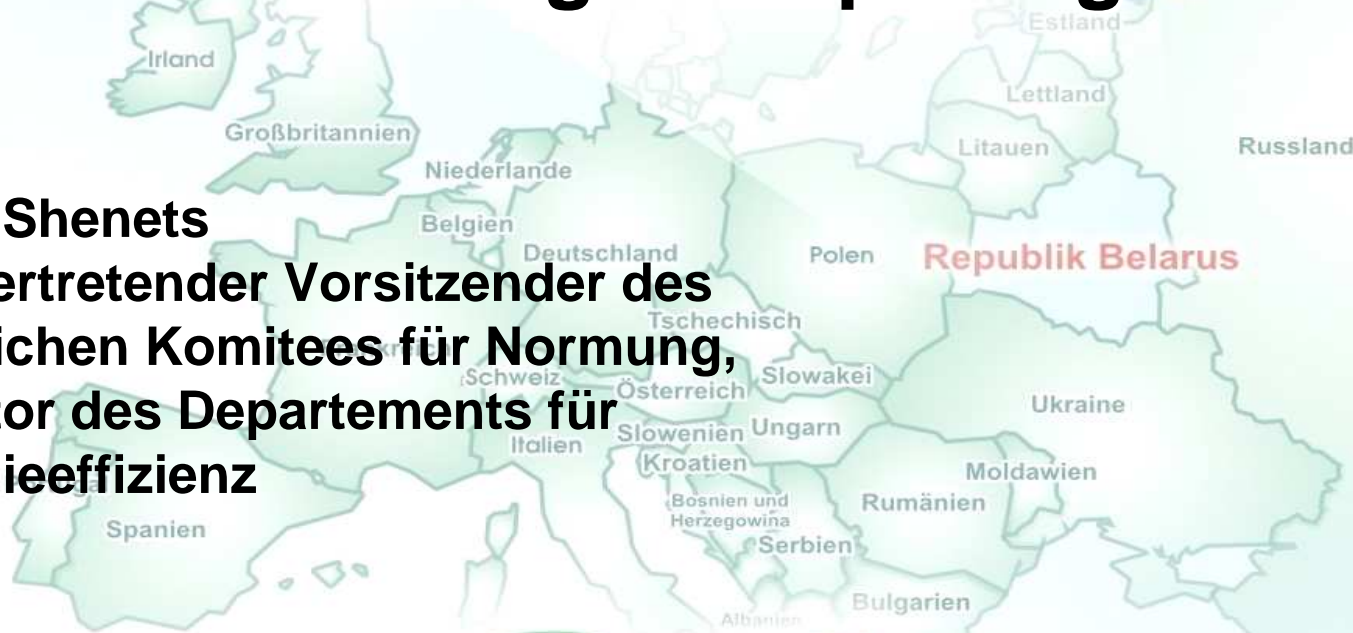 Estland
Irland
Lettland
Großbritannien
Litauen
Russland
Niederlande
Shenets
Belgien
Deutschland
Polen
Republik Belarus
ertretender Vorsitzender des
Tschechisch
ichen Komitees für Normung,
Schweiz
Österreich
Slowakei
Ukraine
tor des Departements für
Italien
Slowenien
Ungarn
Kroatien
Moldawien
ieeffizienz
Bosnien und
Herzegowina
Rumänien
Spanien
Serbien
Bulgarien
Albanien